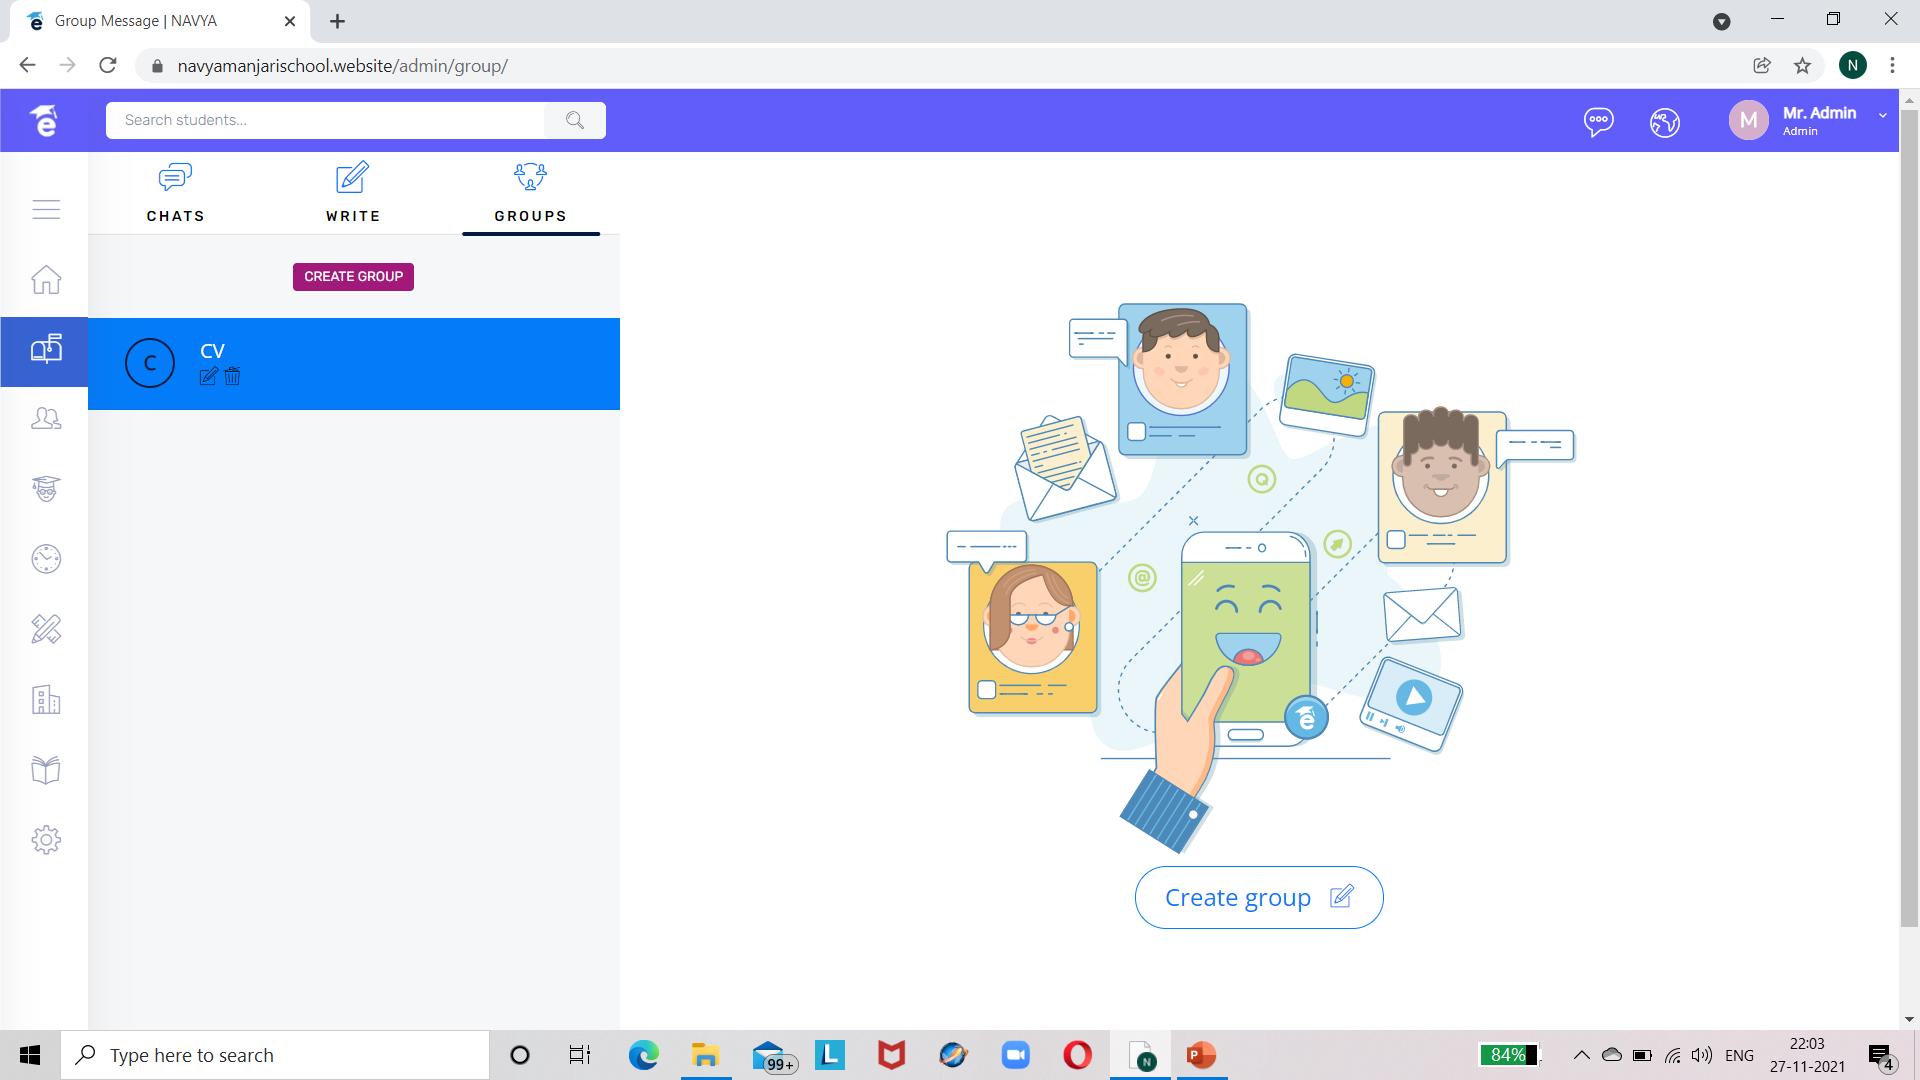 Group Message | NAVYA
navyamanjarischool.website/admin/group/
N
Search students...
M
Mr. Admin
Admin
CHATS
WRITE
GROUPS
CREATE GROUP
C
CV
Create group
Type here to search
99+
L
N
P
84%
ENG
22:03
27-11-2021
4